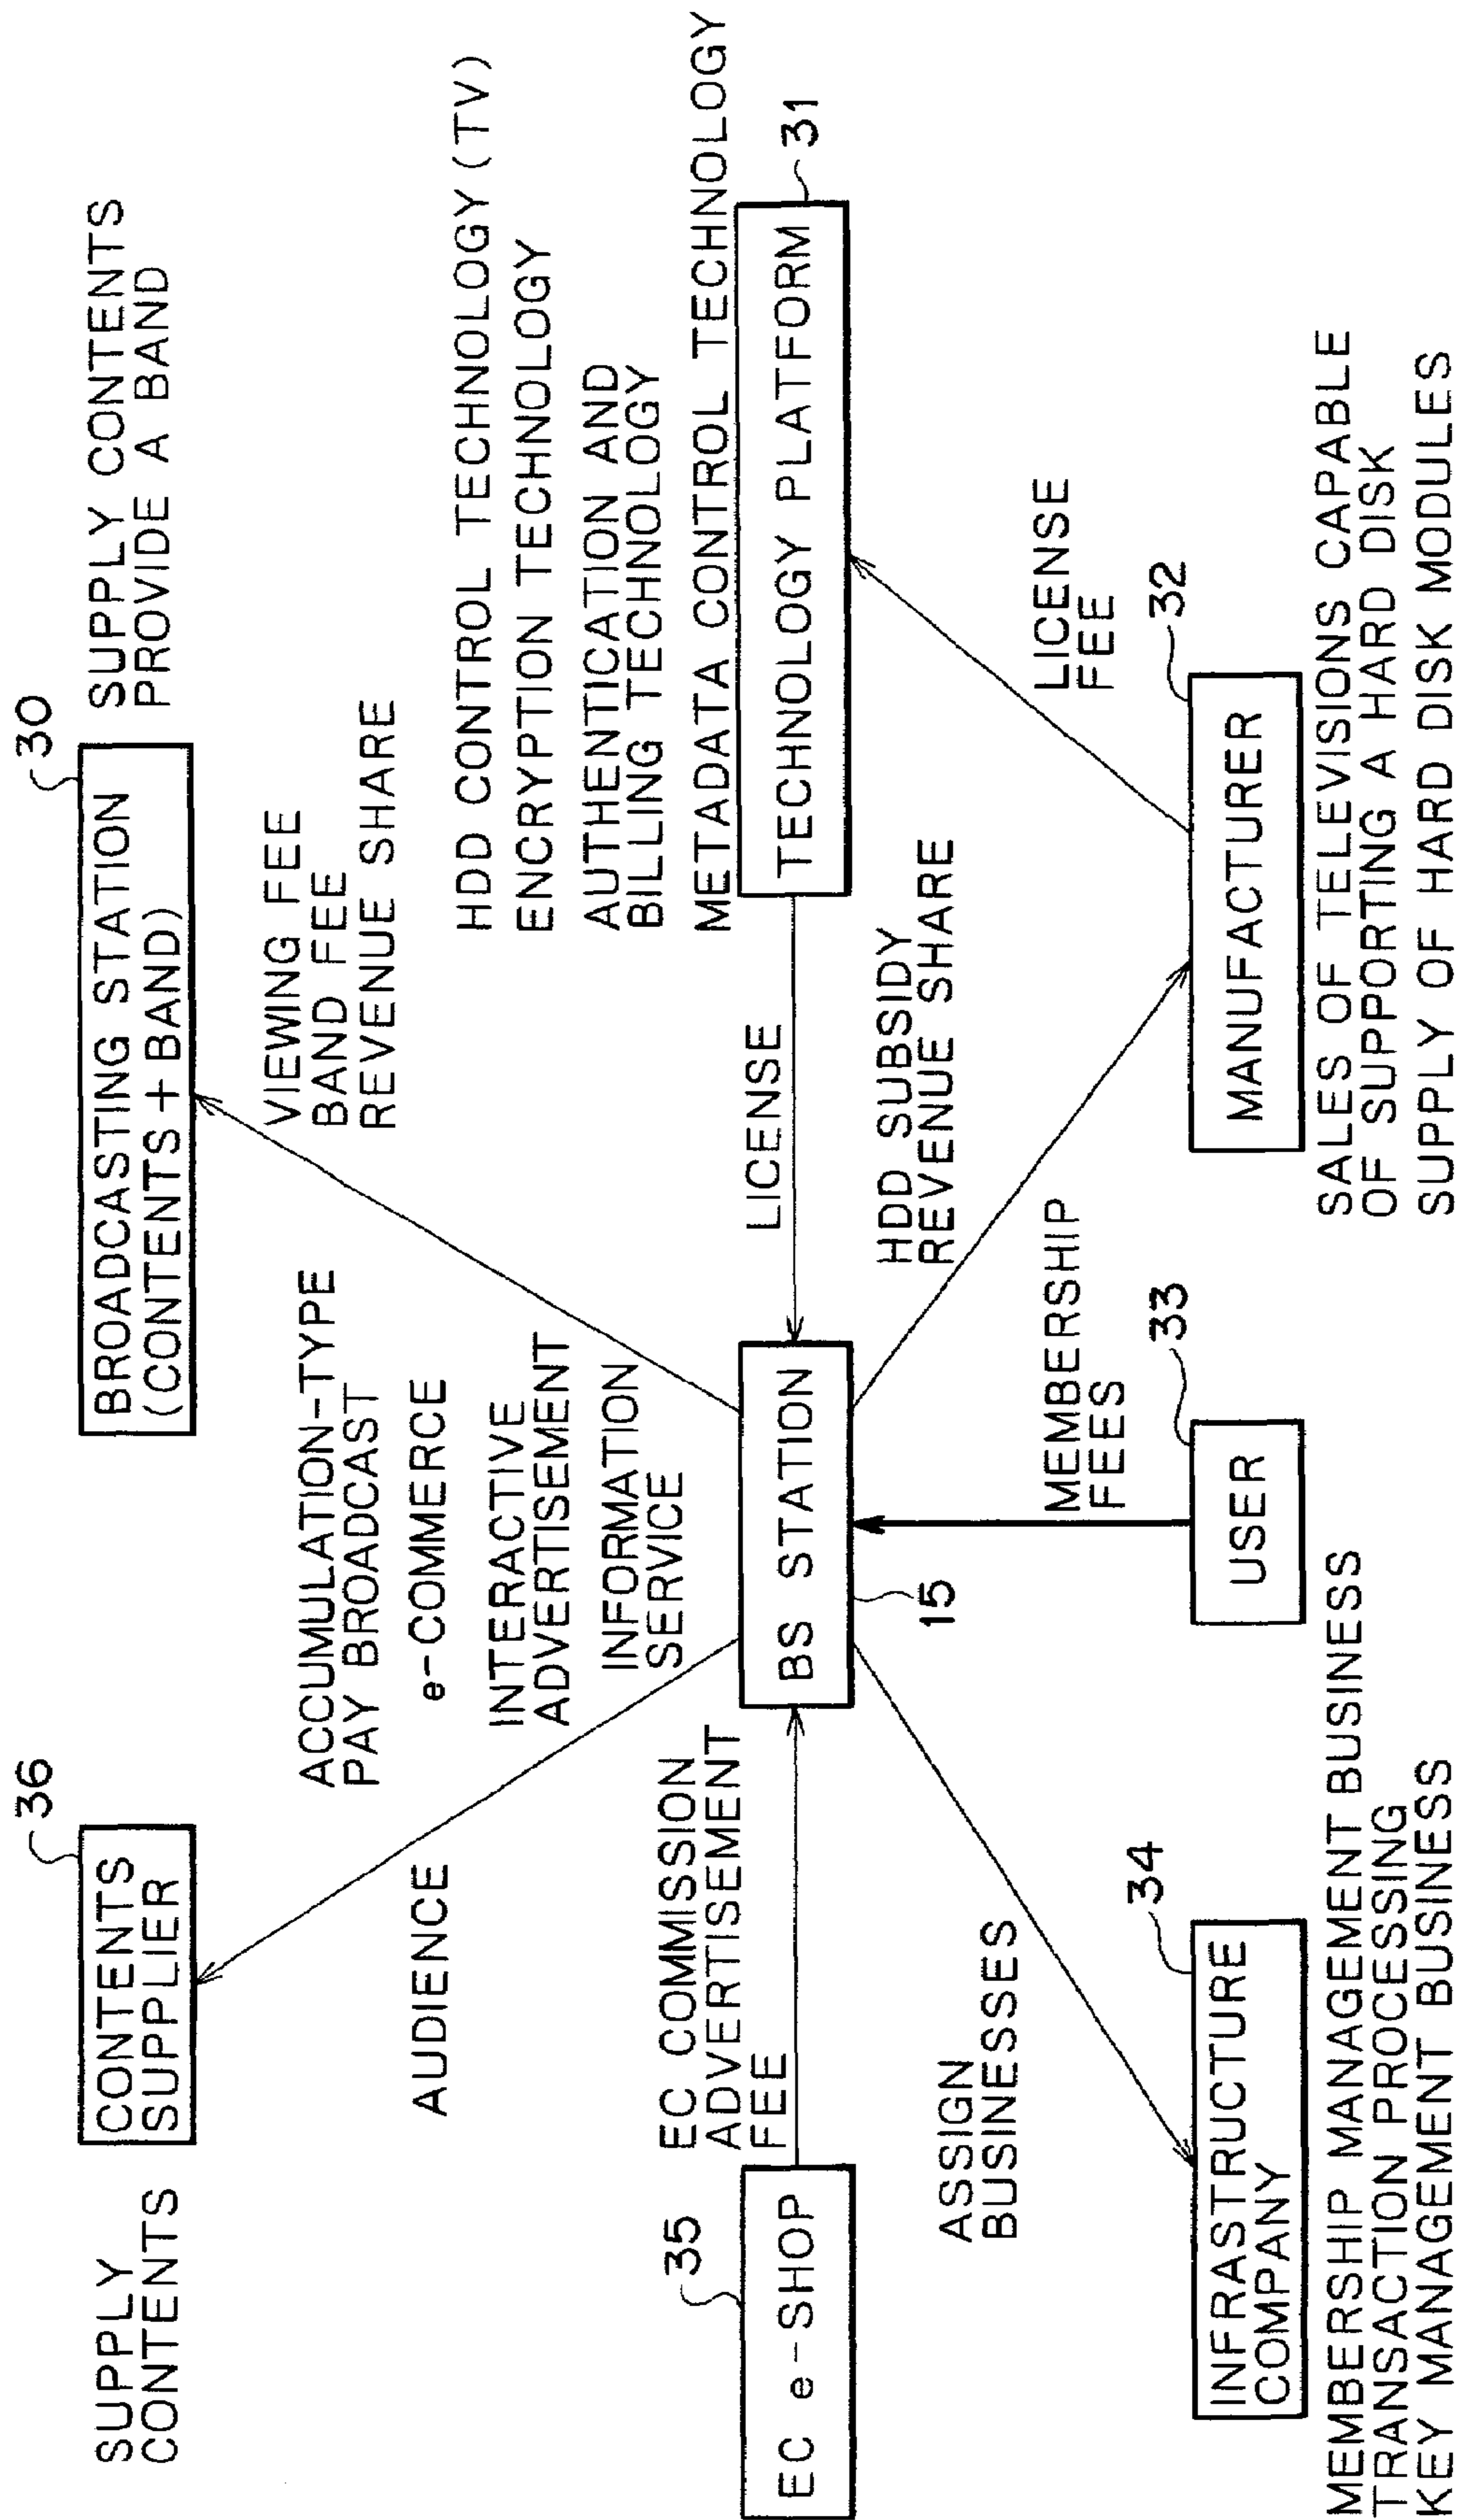 SUPPLY
CONTENTS
36
CONTENTS
SUPPLIER
30
BROADCASTING STATION
(CONTENTS+BAND)
SUPPLY CONTENTS
PROVIDE A BAND
AUDIENCE
ACCUMULATION-TYPE
PAY BROADCAST
e-COMMERCE
INTERACTIVE
ADVERTISEMENT
INFORMATION
SERVICE
VIEWING FEE
BAND FEE
REVENUE SHARE
HDD CONTROL TECHNOLOGY(TV)
ENCRYPTION TECHNOLOGY
AUTHENTICATION AND
BILLING TECHNOLOGY
METADATA CONTROL TECHNOLOGY
35
EC e-SHOP
EC COMMISSION
ADVERTISEMENT
FEE
BS STATION
15
LICENSE
TECHNOLOGY PLATFORM
31
ASSIGN
BUSINESSES
MEMBERSHIP
FEES
HDD SUBSIDY
REVENUE SHARE
LICENSE
FEE
34
INFRASTRUCTURE
COMPANY
33
USER
32
MANUFACTURER
MEMBERSHIP MANAGEMENT BUSINESS
TRANSACTION PROCESSING
KEY MANAGEMENT BUSINESS
SALES OF TELEVISIONS CAPABLE
OF SUPPORTING A HARD DISK
SUPPLY OF HARD DISK MODULES